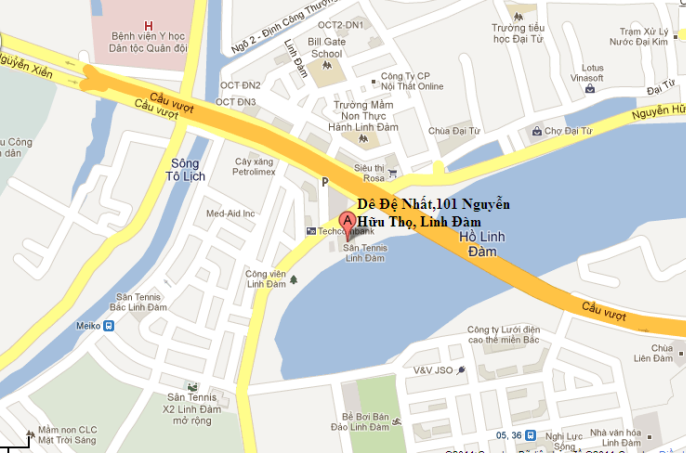 H
Bệnh viện Y học
Dân tộc Quân đội
Ngõ 2 - Định Công Thượng
OCT2-DN1
Linh Đàm
Bill Gate
School
Trường tiểu
học Đại Từ
Trạm Xử Lý
Nước Đại Kim
Nguyễn Xiển
Cầu vượt
Cầu vượt
OCT ĐN2
OCT ĐN3
Công Ty CP
Nội Thất Online
Lotus
Vinasoft
Đại Từ
Trường Mầm
Non Thực
Hành Linh Đàm
Chùa Đại Từ
Chợ Đại Từ
Nguyễn Hữ
u Công
n dân
Sông
Tô Lịch
Cây xăng
Petrolimex
Siêu thị
Rosa
P
Dê Đệ Nhất,101 Nguyễn
Hữu Thọ, Linh Đàm
A
Med-Aid Inc
Techcombank
Sân Tennis
Linh Đàm
Hồ Linh
Đàm
Công viên
Linh Đàm
Sân Tennis
Bắc Linh Đàm
Meiko
Cầu vượt
Công ty Lưới điện
cao thế miền Bắc
Chùa
Liên Đàm
V&V JSO
Sân Tennis
X2 Linh Đàm
mở rộng
Bể Bơi Bán
Đảo Linh Đàm
Mầm non CLC
Mặt Trời Sáng
05, 36
Nghị Lực
Sống
Nhà văn hóa
Linh Đàm